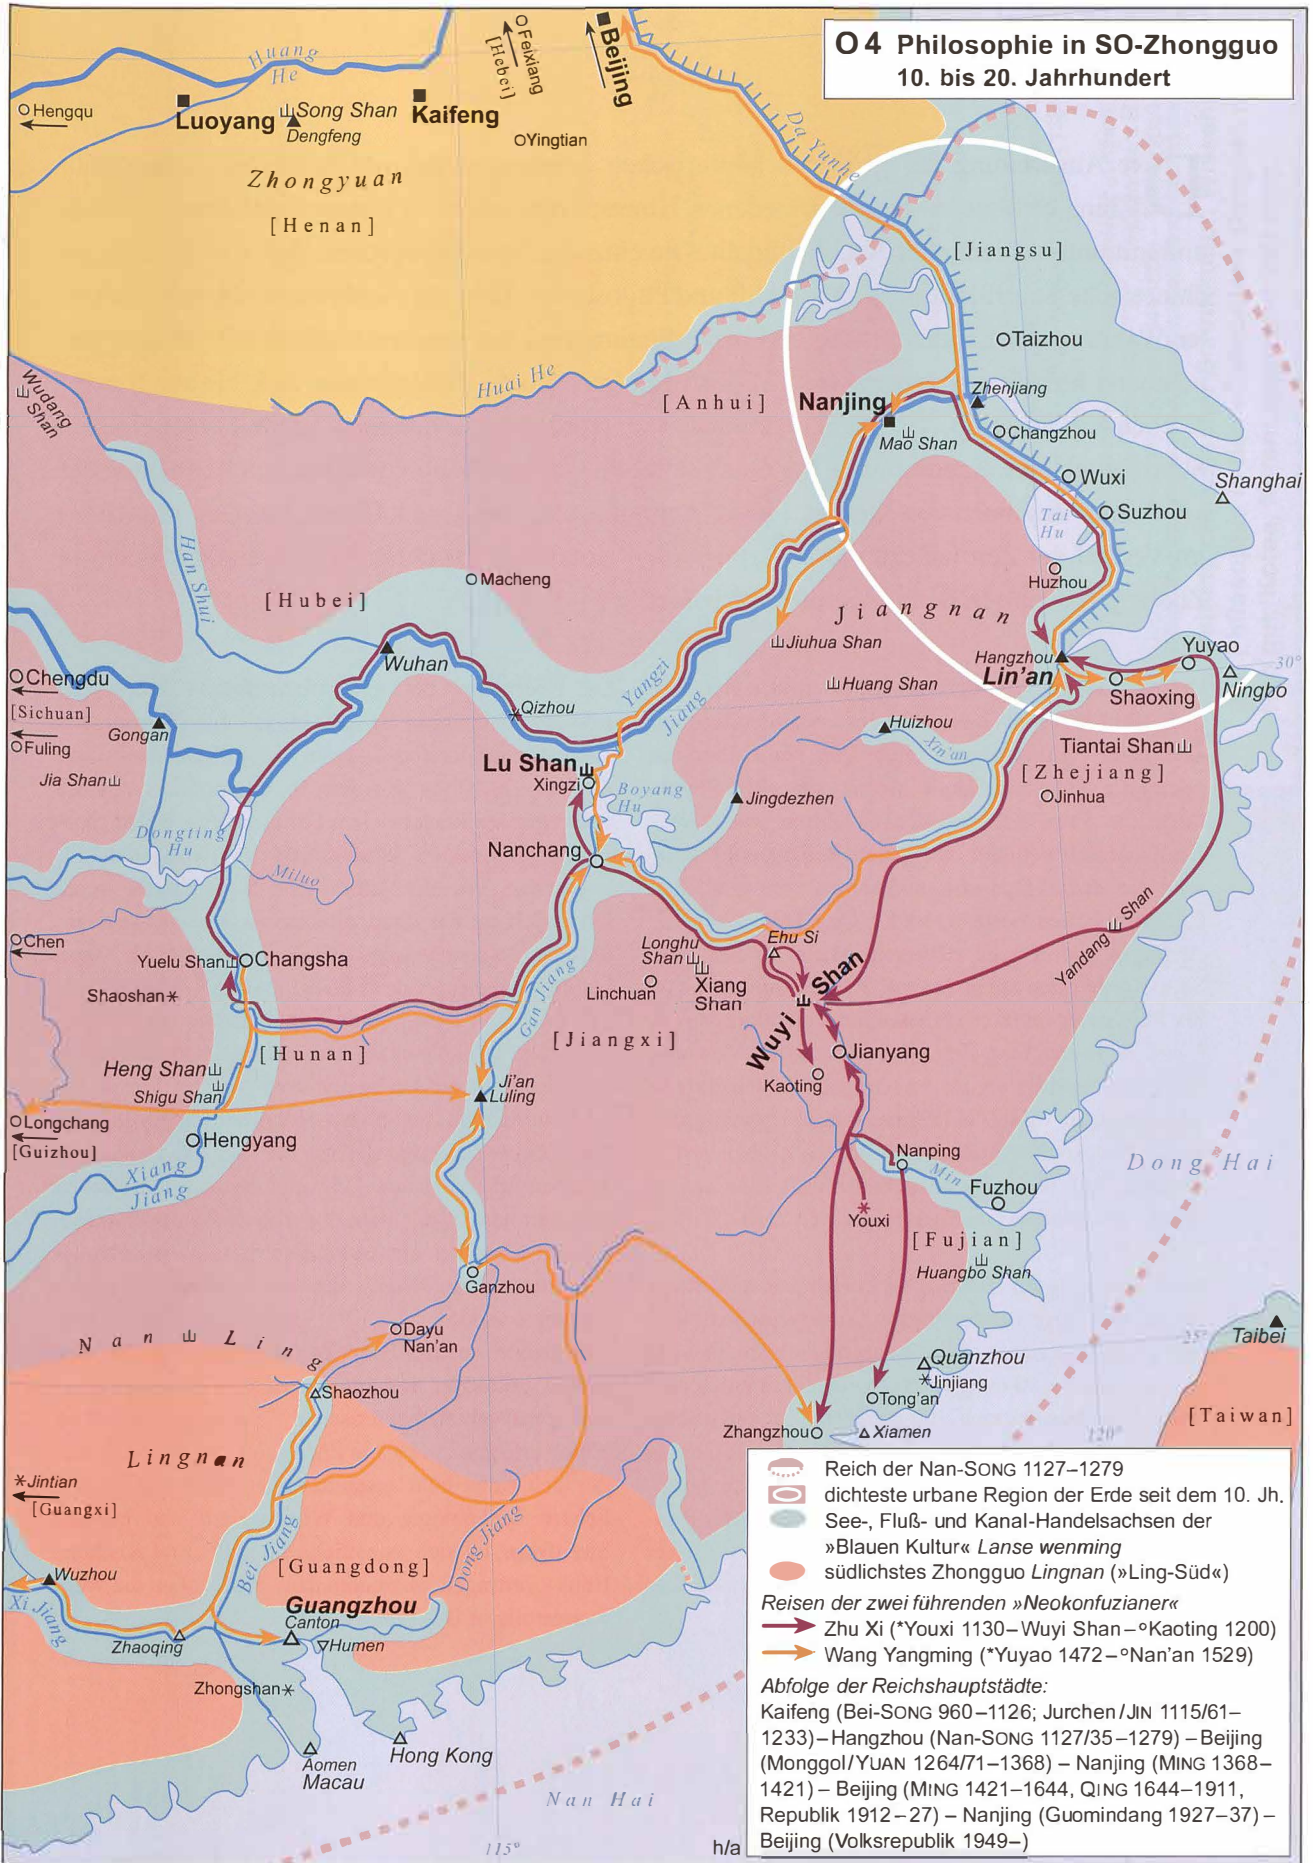 O 4 Philosophie in SO-Zhongguo
10. bis 20. Jahrhundert
Huang
He
Feixiang
[Hebei]
Beijing
Hengqu
Luoyang
Song Shan
Dengfeng
Kaifeng
Yingtian
Da Yunhe
Zhongyuan
[Henan]
[Jiangsu]
Taizhou
Wudang
Shan
Huai He
[Anhui]
Nanjing
Zhenjiang
Mao Shan
Changzhou
Wuxi
Shanghai
Suzhou
Tai
Hu
Han Shui
Macheng
Huzhou
[Hubei]
Jiangnan
Wuhan
Jiuhua Shan
Hangzhou
Lin'an
Yuyao
30°
Chengdu
[Sichuan]
Yangzi
Jiang
Huang Shan
Shaoxing
Ningbo
Qizhou
Gongan
Fuling
Huizhou
Xin'an
Tiantai Shan
Jia Shan
Lu Shan
Xingzi
Boyang
Hu
Jingdezhen
[Zhejiang]
Jinhua
Dongting
Hu
Miluo
Nanchang
Yandang Shan
Chen
Yuelu Shan
Changsha
Ehu Si
Longhu
Shan
Xiang
Shan
Shaoshan
Linchuan
Wuyi Shan
Gan Jiang
[Jiangxi]
[Hunan]
Jianyang
Heng Shan
Shigu Shan
Kaoting
Ji'an
Luling
Longchang
[Guizhou]
Hengyang
Nanping
Xiang
Jiang
Min
Dong Hai
Fuzhou
Youxi
[Fujian]
Huangbo Shan
Ganzhou
Nan Ling
Dayu
Nan'an
25°
Taibei
Quanzhou
Jinjiang
Shaozhou
Tong'an
[Taiwan]
Zhangzhou
Xiamen
120°
Lingnan
Jintian
[Guangxi]
Bei Jiang
Dong Jiang
[Guangdong]
Wuzhou
Xi Jiang
Guangzhou
Canton
Zhaoqing
Humen
Zhongshan
Hong Kong
Aomen
Macau
Nan Hai
115°
h/a
Reich der Nan-SONG 1127–1279
dichteste urbane Region der Erde seit dem 10. Jh.
See-, Fluß- und Kanal-Handelsachsen der
»Blauen Kultur« Lanse wenming
südlichstes Zhongguo Lingnan (»Ling-Süd«)
Reisen der zwei führenden »Neokonfuzianer«
Zhu Xi (*Youxi 1130–Wuyi Shan–°Kaoting 1200)
Wang Yangming (*Yuyao 1472–°Nan'an 1529)
Abfolge der Reichshauptstädte:
Kaifeng (Bei-SONG 960–1126; Jurchen/JIN 1115/61–
1233)–Hangzhou (Nan-SONG 1127/35–1279) –Beijing
(Monggol/YUAN 1264/71–1368) – Nanjing (MING 1368–
1421) – Beijing (MING 1421–1644, QING 1644–1911,
Republik 1912–27) – Nanjing (Guomindang 1927–37) –
Beijing (Volksrepublik 1949–)